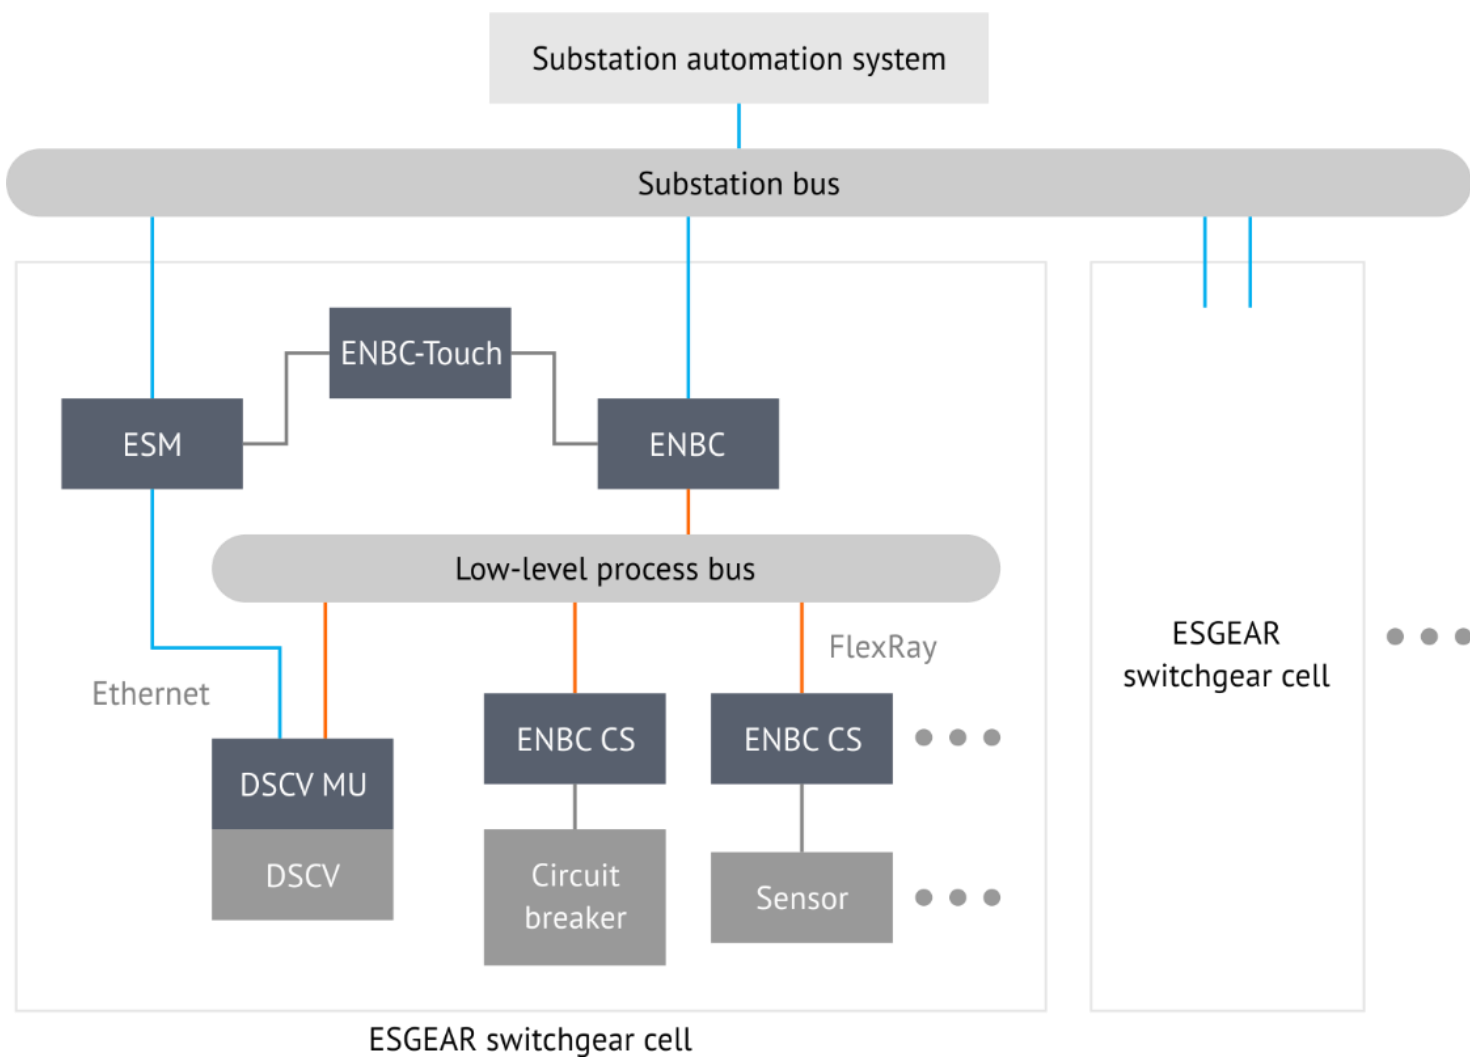 Substation automation system
Substation bus
ENBC-Touch
ESM
ENBC
Low-level process bus
FlexRay
Ethernet
ENBC CS
ENBC CS
DSCV MU
DSCV
Circuit
breaker
Sensor
ESGEAR
switchgear cell
ESGEAR switchgear cell